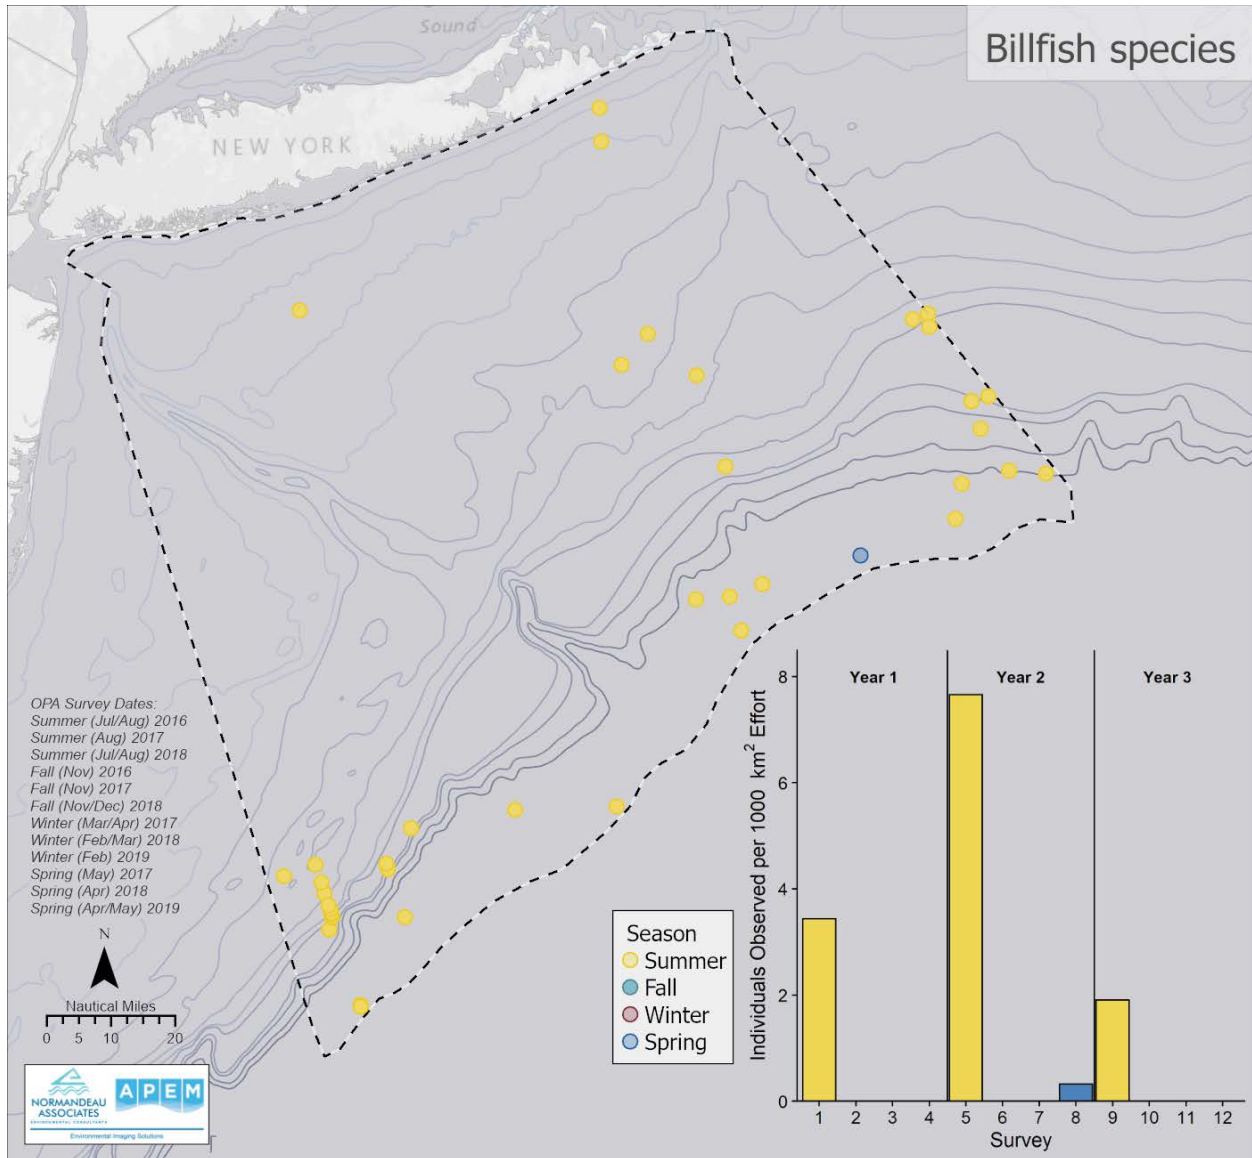 Sound
Billfish species
NEW YORK
OPA Survey Dates:
Summer (Jul/Aug) 2016
Summer (Aug) 2017
Summer (Jul/Aug) 2018
Fall (Nov) 2016
Fall (Nov) 2017
Fall (Nov/Dec) 2018
Winter (Mar/Apr) 2017
Winter (Feb/Mar) 2018
Winter (Feb) 2019
Spring (May) 2017
Spring (Apr) 2018
Spring (Apr/May) 2019
N
Nautical Miles
0 5 10 20
NORMANDEAU
ASSOCIATES
ENVIRONMENTAL CONSULTANTS
APEM
Environmental Imaging Solutions
Season
Summer
Fall
Winter
Spring
Individuals Observed per 1000 km² Effort
Year 1 Year 2 Year 3
8
6
4
2
0
1 2 3 4 5 6 7 8 9 10 11 12
Survey